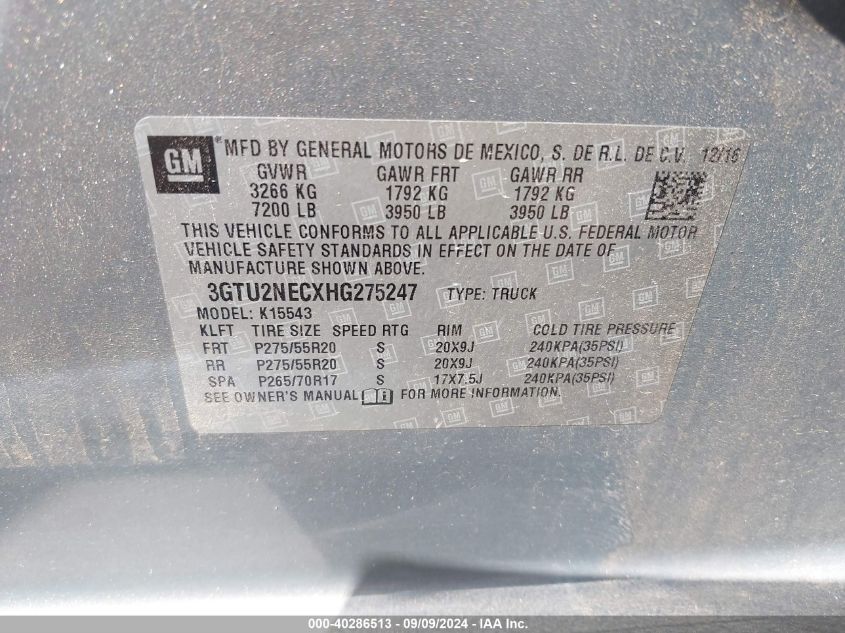 GM ® MFD BY GENERAL MOTORS DE MEXICO, S. DE R.L. DE C.V. 12/16
GVWR GAWR FRT GAWR RR
3266 KG 1792 KG 1792 KG
7200 LB 3950 LB 3950 LB
THIS VEHICLE CONFORMS TO ALL APPLICABLE U.S. FEDERAL MOTOR
VEHICLE SAFETY STANDARDS IN EFFECT ON THE DATE OF
MANUFACTURE SHOWN ABOVE.
3GTU2NECXHG275247 TYPE: TRUCK
MODEL: K15543
KLFT TIRE SIZE SPEED RTG RIM COLD TIRE PRESSURE
FRT P275/55R20 S 20X9J 240KPA(35PSI)
RR P275/55R20 S 20X9J 240KPA(35PSI)
SPA P265/70R17 S 17X7.5J 240KPA(35PSI)
SEE OWNER'S MANUAL FOR MORE INFORMATION.
000-40286513 - 09/09/2024 - IAA Inc.